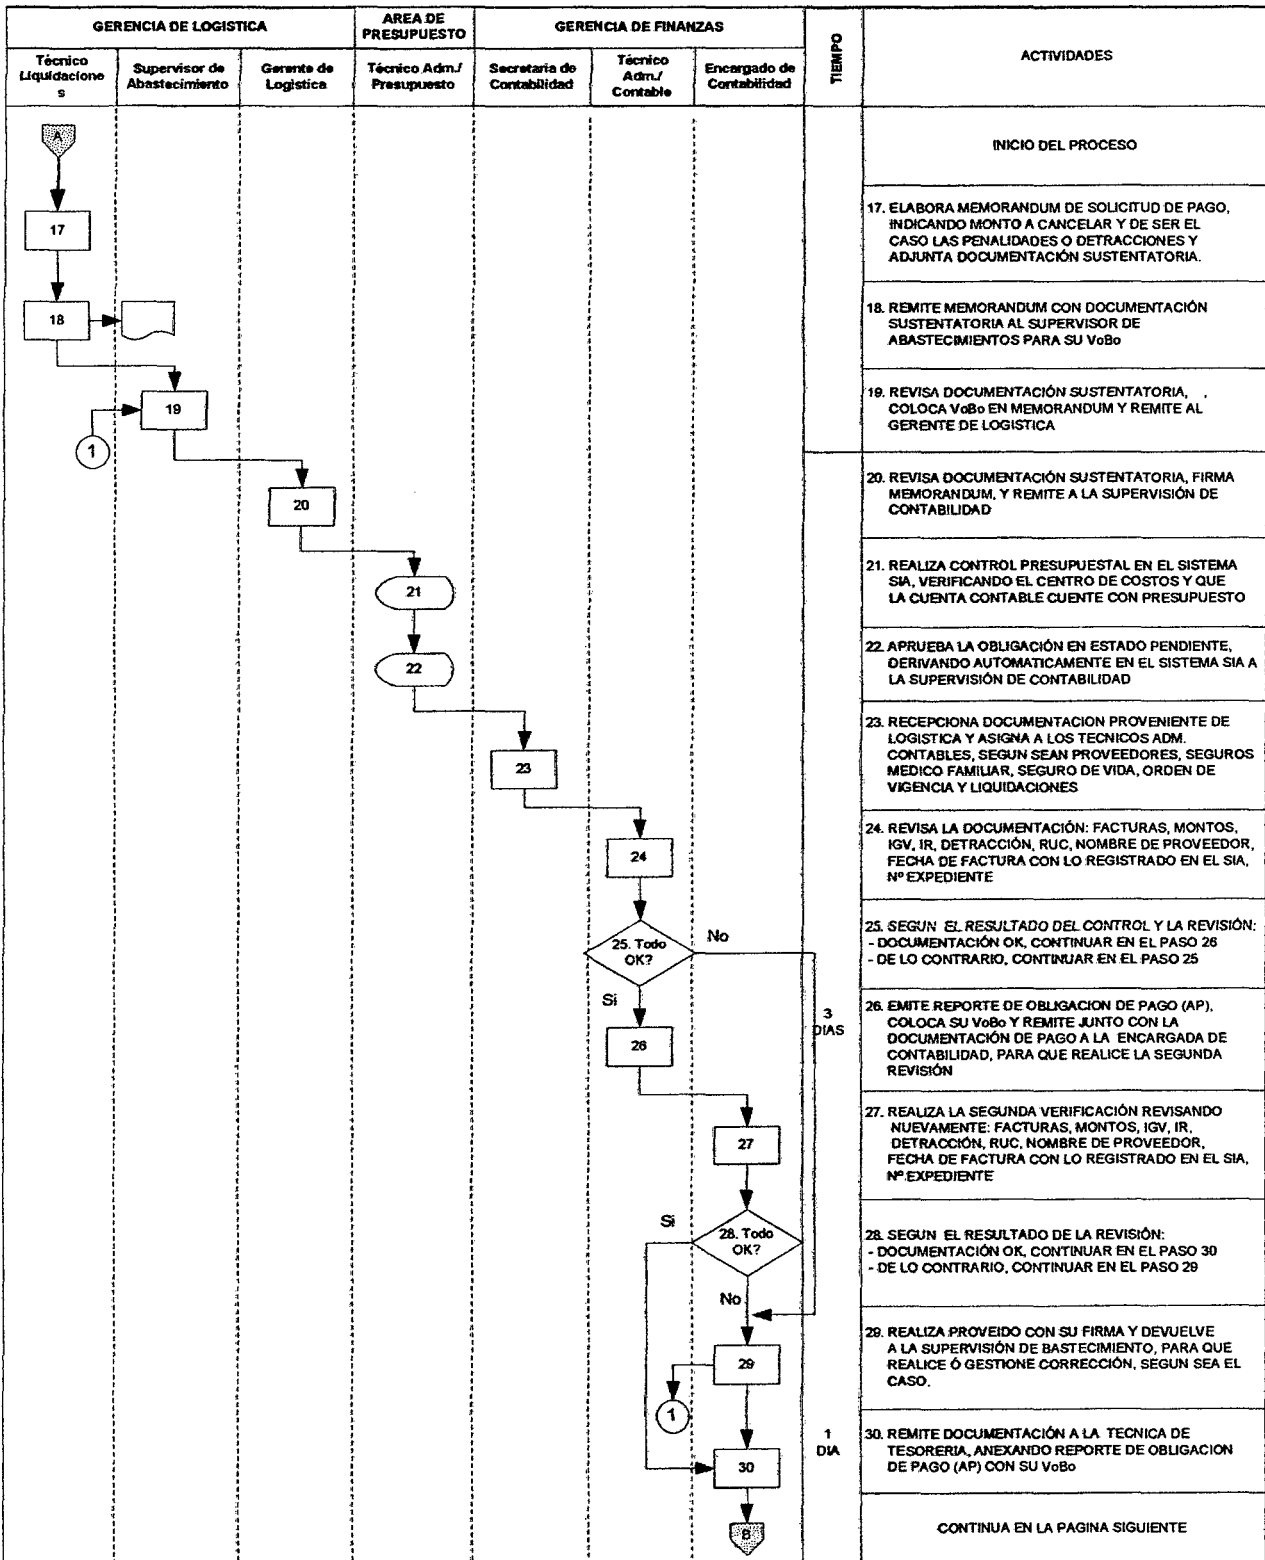 GERENCIA DE LOGISTICA
AREA DE
PRESUPUESTO
GERENCIA DE FINANZAS
TIEMPO
ACTIVIDADES
Técnico
Liquidacione
s
Supervisor de
Abastecimiento
Gerente de
Logística
Técnico Adm./
Presupuesto
Secretaria de
Contabilidad
Técnico
Adm./
Contable
Encargado de
Contabilidad
A
INICIO DEL PROCESO
17
17. ELABORA MEMORANDUM DE SOLICITUD DE PAGO,
INDICANDO MONTO A CANCELAR Y DE SER EL
CASO LAS PENALIDADES O DETRACCIONES Y
ADJUNTA DOCUMENTACIÓN SUSTENTATORIA.
18
18. REMITE MEMORANDUM CON DOCUMENTACIÓN
SUSTENTATORIA AL SUPERVISOR DE
ABASTECIMIENTOS PARA SU VoBo
19
1
19. REVISA DOCUMENTACIÓN SUSTENTATORIA, ,
COLOCA VoBo EN MEMORANDUM Y REMITE AL
GERENTE DE LOGISTICA
20
20. REVISA DOCUMENTACIÓN SUSTENTATORIA, FIRMA
MEMORANDUM, Y REMITE A LA SUPERVISIÓN DE
CONTABILIDAD
21
21. REALIZA CONTROL PRESUPUESTAL EN EL SISTEMA
SIA, VERIFICANDO EL CENTRO DE COSTOS Y QUE
LA CUENTA CONTABLE CUENTE CON PRESUPUESTO
22
22. APRUEBA LA OBLIGACIÓN EN ESTADO PENDIENTE,
DERIVANDO AUTOMATICAMENTE EN EL SISTEMA SIA A
LA SUPERVISIÓN DE CONTABILIDAD
23
23. RECEPCIONA DOCUMENTACION PROVENIENTE DE
LOGISTICA Y ASIGNA A LOS TECNICOS ADM.
CONTABLES, SEGUN SEAN PROVEEDORES, SEGUROS
MEDICO FAMILIAR, SEGURO DE VIDA, ORDEN DE
VIGENCIA Y LIQUIDACIONES
24
24. REVISA LA DOCUMENTACIÓN: FACTURAS, MONTOS,
IGV, IR, DETRACCIÓN, RUC, NOMBRE DE PROVEEDOR,
FECHA DE FACTURA CON LO REGISTRADO EN EL SIA,
Nº EXPEDIENTE
25. Todo
OK?
No
Si
25. SEGUN EL RESULTADO DEL CONTROL Y LA REVISIÓN:
- DOCUMENTACIÓN OK, CONTINUAR EN EL PASO 26
- DE LO CONTRARIO, CONTINUAR EN EL PASO 25
26
3
DIAS
26. EMITE REPORTE DE OBLIGACION DE PAGO (AP),
COLOCA SU VoBo Y REMITE JUNTO CON LA
DOCUMENTACIÓN DE PAGO A LA ENCARGADA DE
CONTABILIDAD, PARA QUE REALICE LA SEGUNDA
REVISIÓN
27
27. REALIZA LA SEGUNDA VERIFICACIÓN REVISANDO
NUEVAMENTE: FACTURAS, MONTOS, IGV, IR,
DETRACCIÓN, RUC, NOMBRE DE PROVEEDOR,
FECHA DE FACTURA CON LO REGISTRADO EN EL SIA,
Nº EXPEDIENTE
28. Todo
OK?
Si
No
28. SEGUN EL RESULTADO DE LA REVISIÓN:
- DOCUMENTACIÓN OK, CONTINUAR EN EL PASO 30
- DE LO CONTRARIO, CONTINUAR EN EL PASO 29
29
1
29. REALIZA PROVEIDO CON SU FIRMA Y DEVUELVE
A LA SUPERVISIÓN DE BASTECIMIENTO, PARA QUE
REALICE Ó GESTIONE CORRECCIÓN, SEGUN SEA EL
CASO.
30
1
DIA
30. REMITE DOCUMENTACIÓN A LA TECNICA DE
TESORERIA, ANEXANDO REPORTE DE OBLIGACION
DE PAGO (AP) CON SU VoBo
B
CONTINUA EN LA PAGINA SIGUIENTE